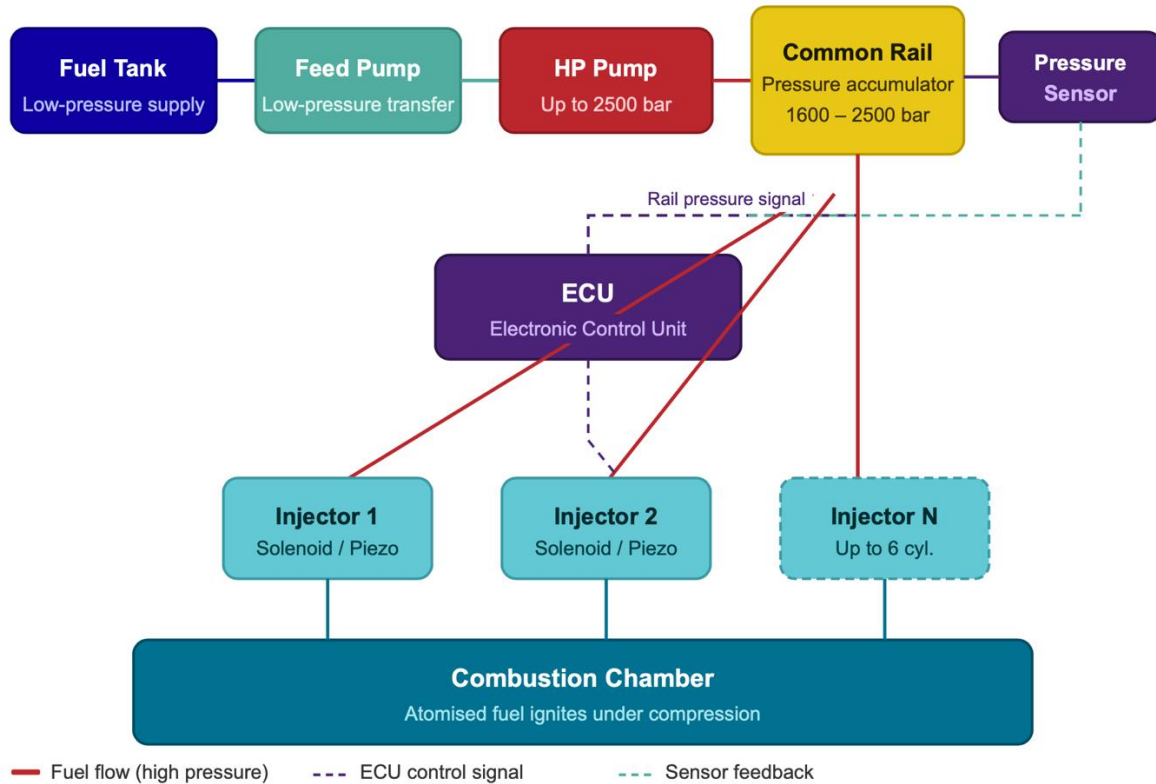 Fuel Tank
Low-pressure supply
Feed Pump
Low-pressure transfer
HP Pump
Up to 2500 bar
Common Rail
Pressure accumulator
1600 – 2500 bar
Pressure
Sensor
Rail pressure signal
ECU
Electronic Control Unit
Injector 1
Solenoid / Piezo
Injector 2
Solenoid / Piezo
Injector N
Up to 6 cyl.
Combustion Chamber
Atomised fuel ignites under compression
Fuel flow (high pressure)
ECU control signal
Sensor feedback